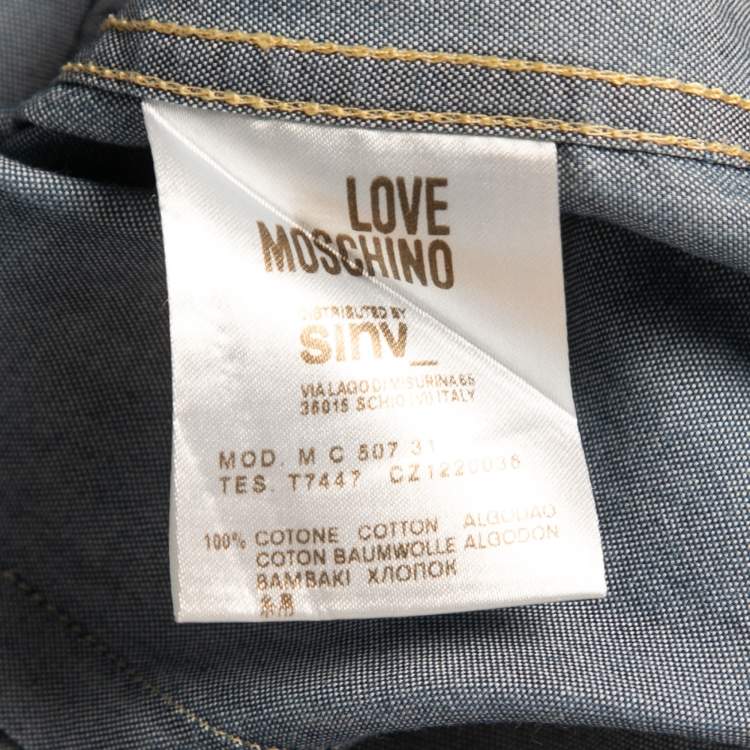 LOVE
MOSCHINO
DISTRIBUTED BY
sinv_
VIA LAGO DI MISURINA 65
36015 SCHIO (VI) ITALY
MOD. M C 507 31
TES. T7447 CZ1220036
100% COTONE COTTON ALGODAO
COTON BAUMWOLLE ALGODON
BAMBAKI ХЛОПОК